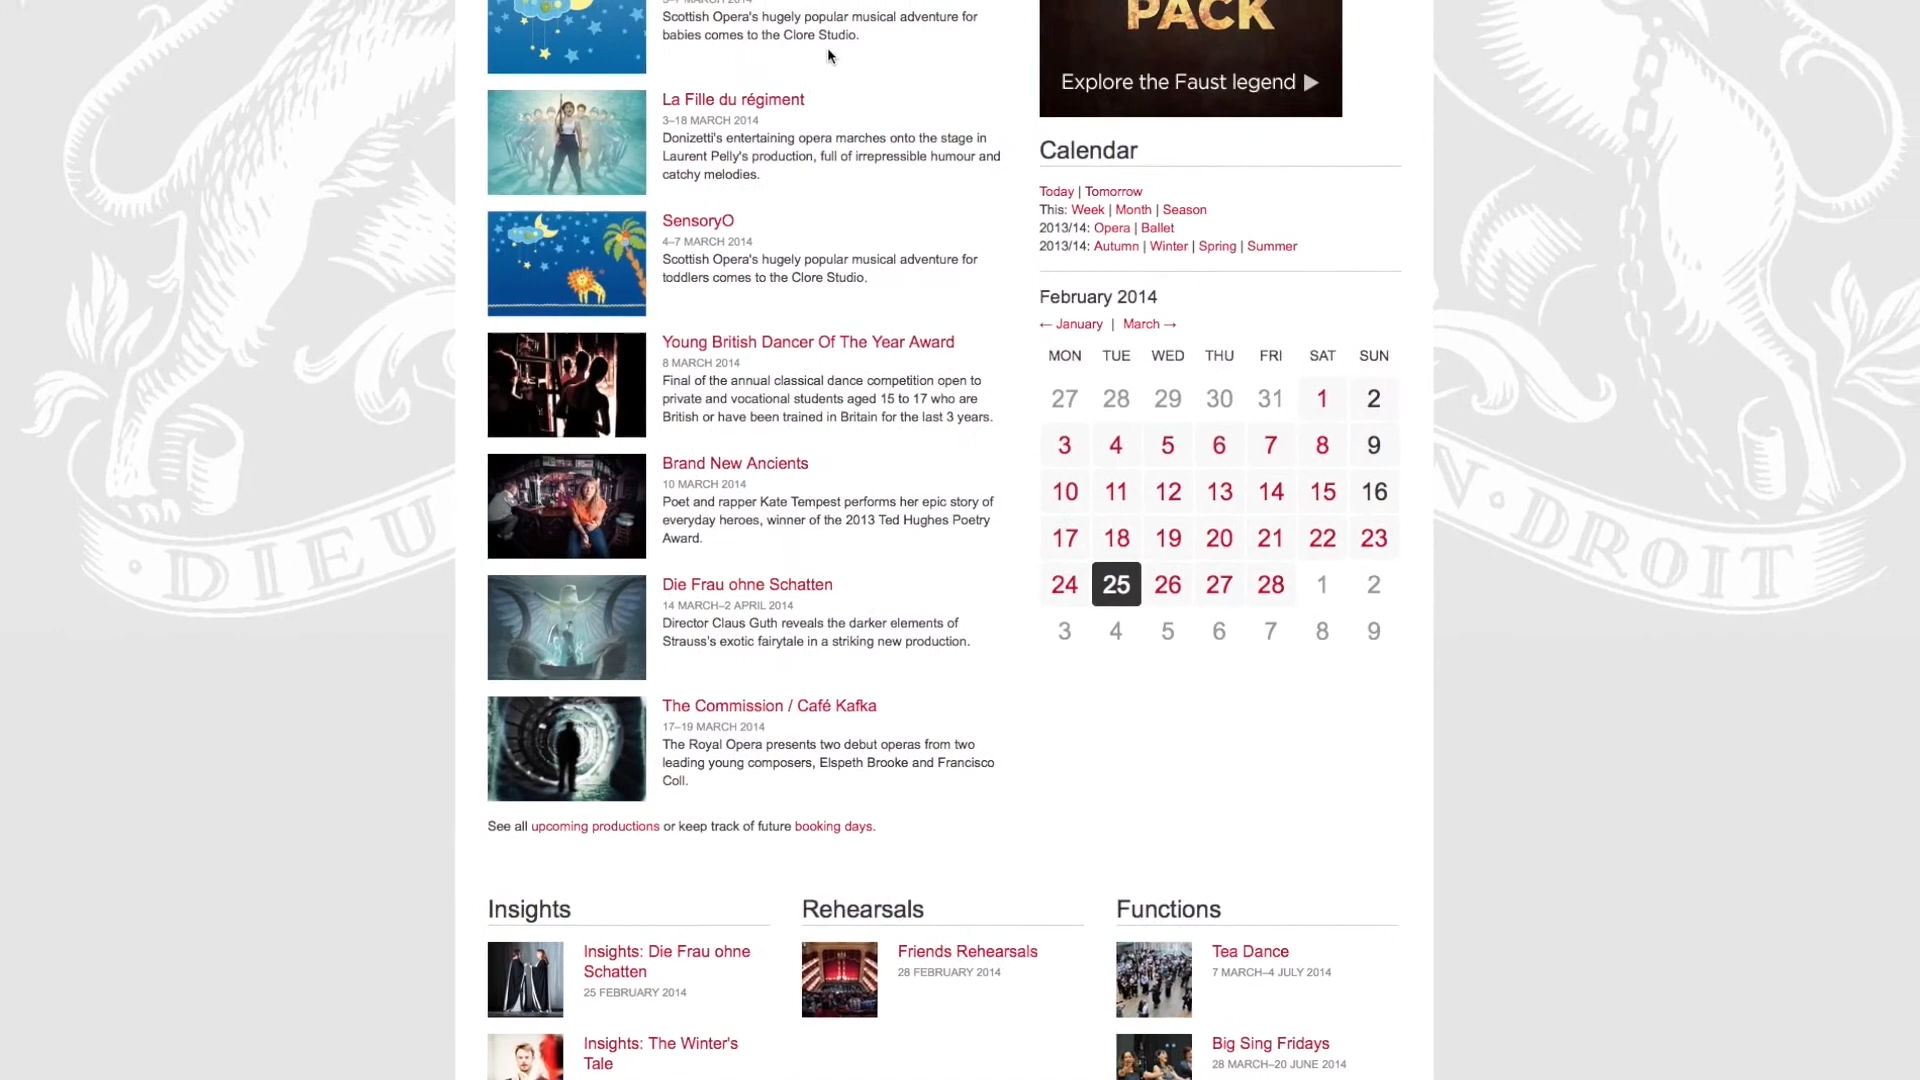 3–7 MARCH 2014
Scottish Opera's hugely popular musical adventure for
babies comes to the Clore Studio.
La Fille du régiment
3–18 MARCH 2014
Donizetti's entertaining opera marches onto the stage in
Laurent Pelly's production, full of irrepressible humour and
catchy melodies.
SensoryO
4–7 MARCH 2014
Scottish Opera's hugely popular musical adventure for
toddlers comes to the Clore Studio.
Young British Dancer Of The Year Award
8 MARCH 2014
Final of the annual classical dance competition open to
private and vocational students aged 15 to 17 who are
British or have been trained in Britain for the last 3 years.
Brand New Ancients
10 MARCH 2014
Poet and rapper Kate Tempest performs her epic story of
everyday heroes, winner of the 2013 Ted Hughes Poetry
Award.
Die Frau ohne Schatten
14 MARCH–2 APRIL 2014
Director Claus Guth reveals the darker elements of
Strauss's exotic fairytale in a striking new production.
The Commission / Café Kafka
17–19 MARCH 2014
The Royal Opera presents two debut operas from two
leading young composers, Elspeth Brooke and Francisco
Coll.
See all upcoming productions or keep track of future booking days.
PACK
Explore the Faust legend ▶
Calendar
Today | Tomorrow
This: Week | Month | Season
2013/14: Opera | Ballet
2013/14: Autumn | Winter | Spring | Summer
February 2014
← January | March →
MON TUE WED THU FRI SAT SUN
27 28 29 30 31 1 2
3 4 5 6 7 8 9
10 11 12 13 14 15 16
17 18 19 20 21 22 23
24 25 26 27 28 1 2
3 4 5 6 7 8 9
Insights
Insights: Die Frau ohne
Schatten
25 FEBRUARY 2014
Insights: The Winter's
Tale
Rehearsals
Friends Rehearsals
28 FEBRUARY 2014
Functions
Tea Dance
7 MARCH–4 JULY 2014
Big Sing Fridays
28 MARCH–20 JUNE 2014
· DIEU
N · DROIT ·